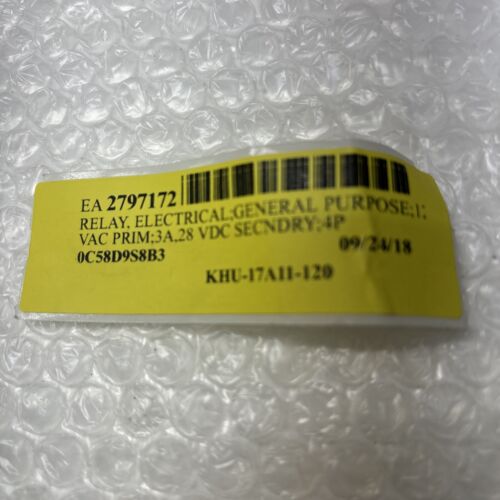 EA 2797172
RELAY, ELECTRICAL;GENERAL PURPOSE;
VAC PRIM;3A,28 VDC SECNDRY;4P
0C58D9S8B3
09/24/18
KHU-17A11-120